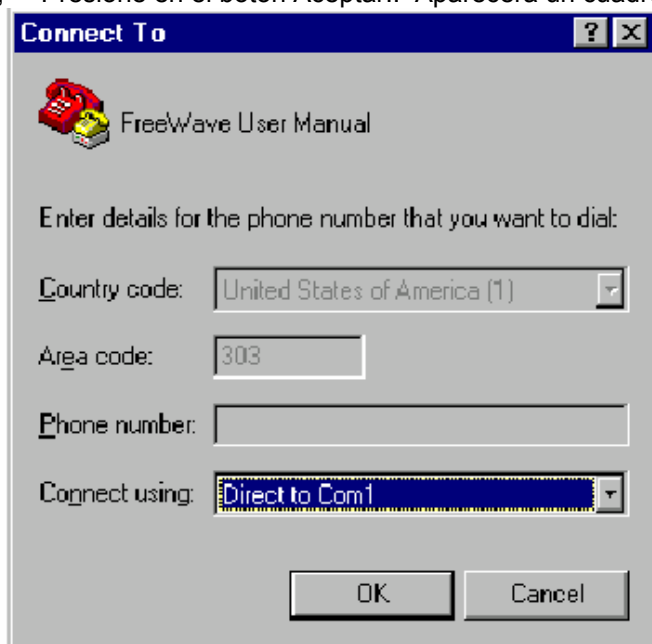 Presione en el botón Aceptar.. Aparecerá un cuadr
Connect To
FreeWave User Manual
Enter details for the phone number that you want to dial:
Country code: United States of America (1)
Area code: 303
Phone number:
Connect using: Direct to Com1
OK Cancel